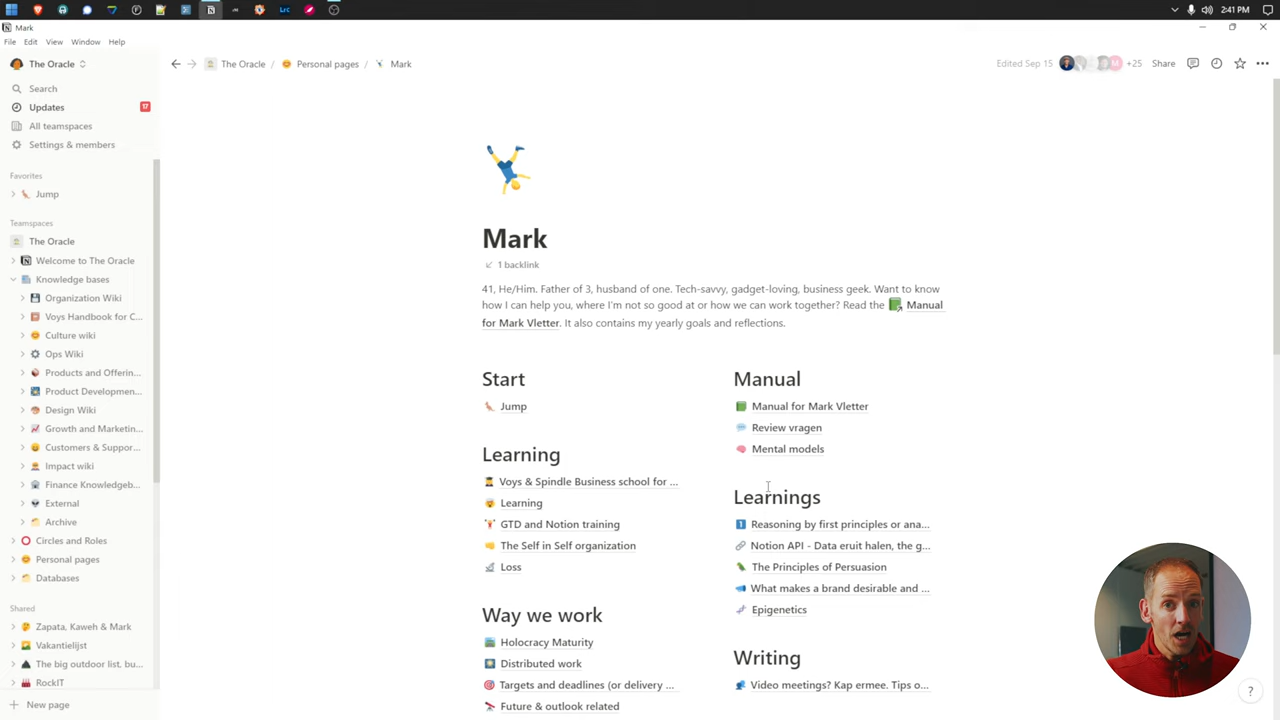 2:41 PM
Mark
File Edit View Window Help
The Oracle
The Oracle / Personal pages / Mark
Edited Sep 15
M
+25
Share
Search
Updates
17
All teamspaces
Settings & members
Favorites
Jump
Teamspaces
The Oracle
Welcome to The Oracle
Knowledge bases
Organization Wiki
Voys Handbook for C...
Culture wiki
Ops Wiki
Products and Offerin...
Product Developmen...
Design Wiki
Growth and Marketin...
Customers & Suppor...
Impact wiki
Finance Knowledgeb...
External
Archive
Circles and Roles
Personal pages
Databases
Shared
Zapata, Kaweh & Mark
Vakantielijst
The big outdoor list, bu...
RockIT
New page
Mark
1 backlink
41, He/Him. Father of 3, husband of one. Tech-savvy, gadget-loving, business geek. Want to know
how I can help you, where I'm not so good at or how we can work together? Read the Manual
for Mark Vletter. It also contains my yearly goals and reflections.
Start
Jump
Learning
Voys & Spindle Business school for ...
Learning
GTD and Notion training
The Self in Self organization
Loss
Way we work
Holocracy Maturity
Distributed work
Targets and deadlines (or delivery ...
Future & outlook related
Manual
Manual for Mark Vletter
Review vragen
Mental models
Learnings
Reasoning by first principles or ana...
Notion API - Data eruit halen, the g...
The Principles of Persuasion
What makes a brand desirable and ...
Epigenetics
Writing
Video meetings? Kap ermee. Tips o...
?